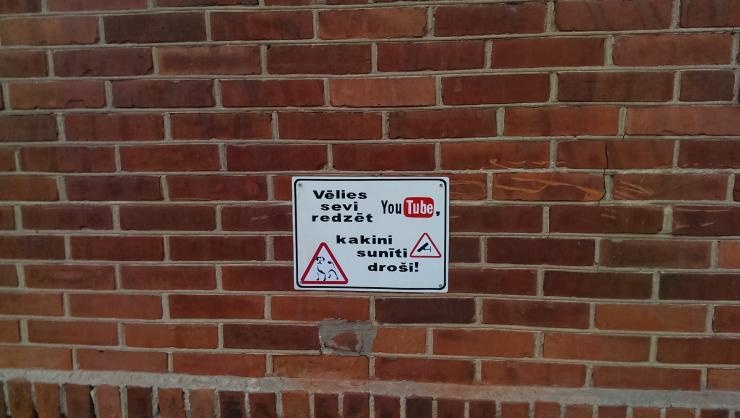 Vēlies
sevi
redzēt YouTube,
kakini
sunīti
droši!